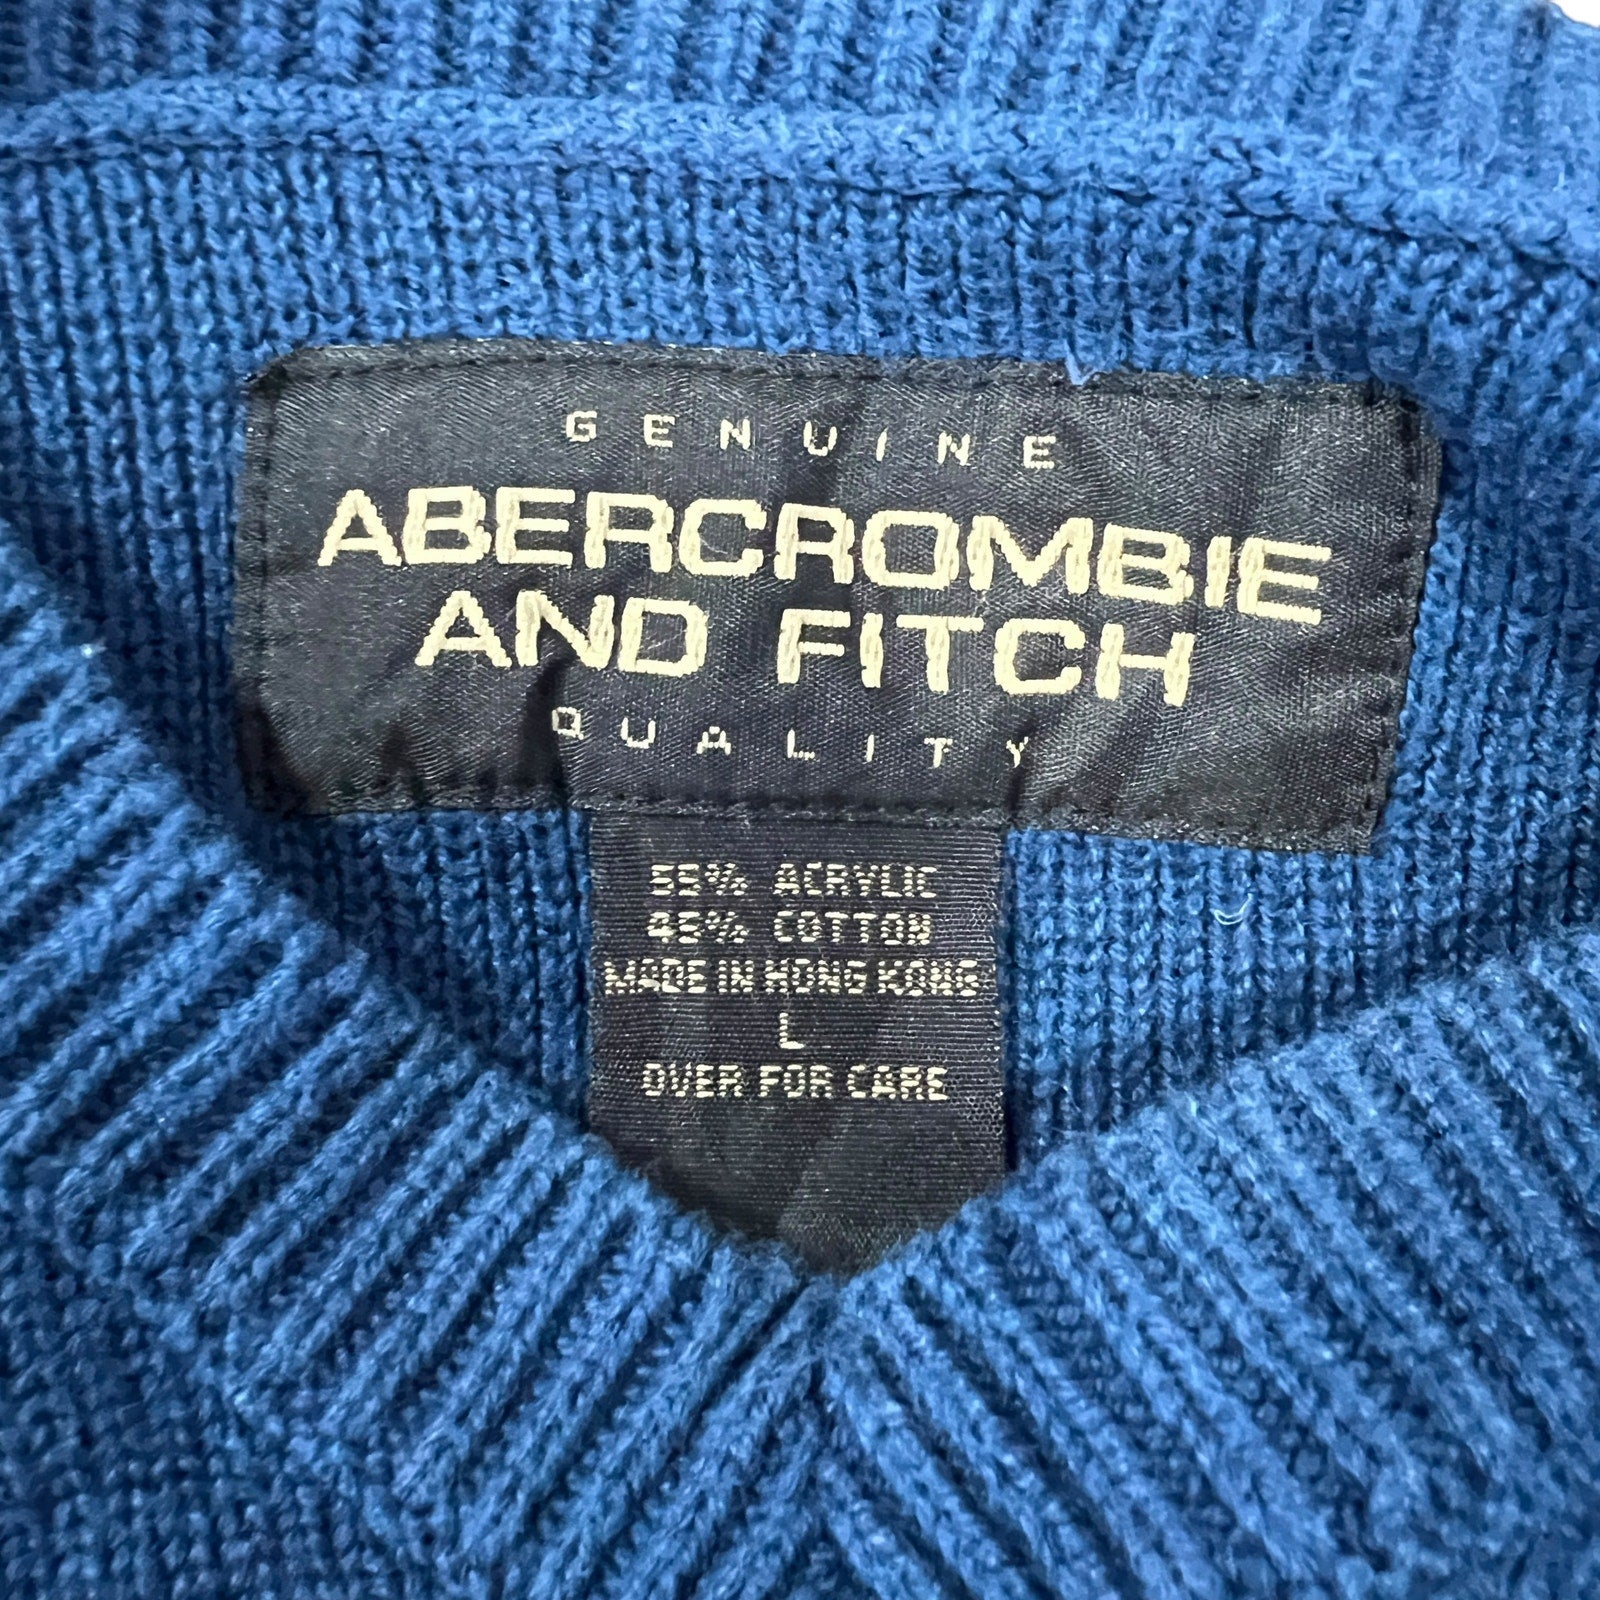 GENUINE
ABERCROMBIE
AND FITCH
QUALITY
55% ACRYLIC
45% COTTON
MADE IN HONG KONG
L
OVER FOR CARE